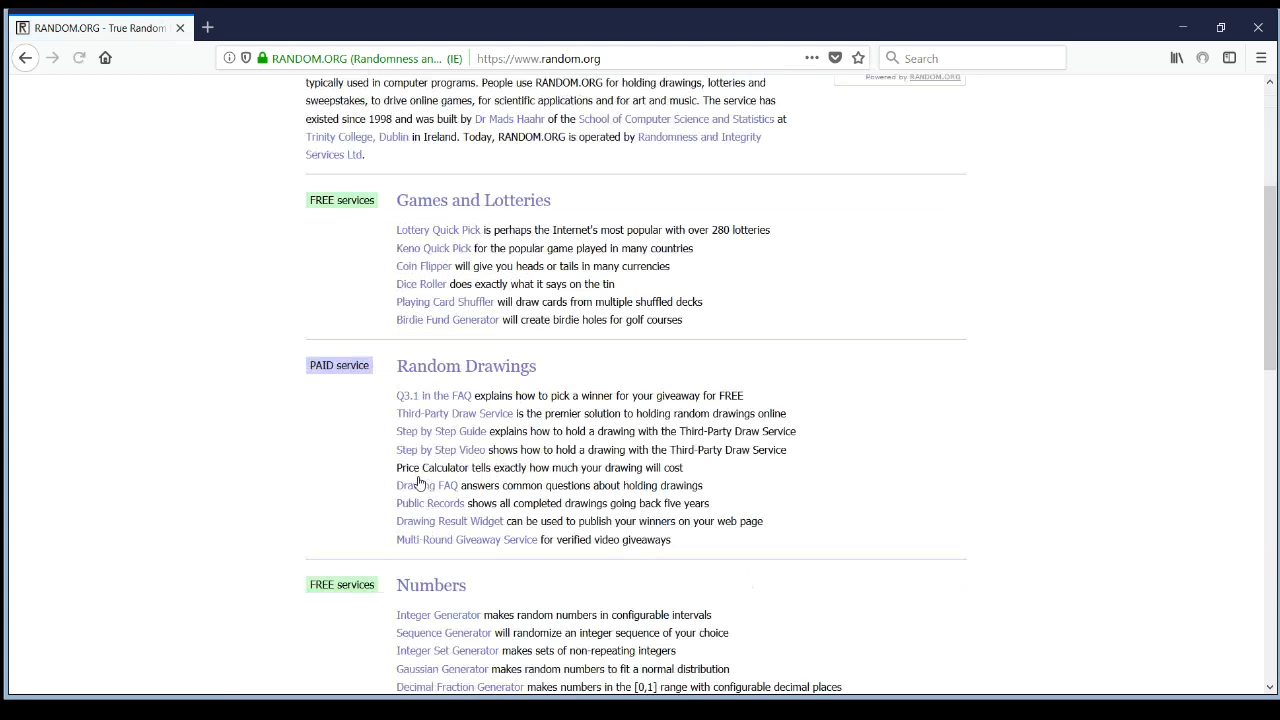 RANDOM.ORG - True Random
RANDOM.ORG (Randomness an... (IE)
https://www.random.org
Search
typically used in computer programs. People use RANDOM.ORG for holding drawings, lotteries and
sweepstakes, to drive online games, for scientific applications and for art and music. The service has
existed since 1998 and was built by Dr Mads Haahr of the School of Computer Science and Statistics at
Trinity College, Dublin in Ireland. Today, RANDOM.ORG is operated by Randomness and Integrity
Services Ltd.
Powered by RANDOM.ORG
FREE services
Games and Lotteries
Lottery Quick Pick is perhaps the Internet's most popular with over 280 lotteries
Keno Quick Pick for the popular game played in many countries
Coin Flipper will give you heads or tails in many currencies
Dice Roller does exactly what it says on the tin
Playing Card Shuffler will draw cards from multiple shuffled decks
Birdie Fund Generator will create birdie holes for golf courses
PAID service
Random Drawings
Q3.1 in the FAQ explains how to pick a winner for your giveaway for FREE
Third-Party Draw Service is the premier solution to holding random drawings online
Step by Step Guide explains how to hold a drawing with the Third-Party Draw Service
Step by Step Video shows how to hold a drawing with the Third-Party Draw Service
Price Calculator tells exactly how much your drawing will cost
Drawing FAQ answers common questions about holding drawings
Public Records shows all completed drawings going back five years
Drawing Result Widget can be used to publish your winners on your web page
Multi-Round Giveaway Service for verified video giveaways
FREE services
Numbers
Integer Generator makes random numbers in configurable intervals
Sequence Generator will randomize an integer sequence of your choice
Integer Set Generator makes sets of non-repeating integers
Gaussian Generator makes random numbers to fit a normal distribution
Decimal Fraction Generator makes numbers in the [0,1] range with configurable decimal places